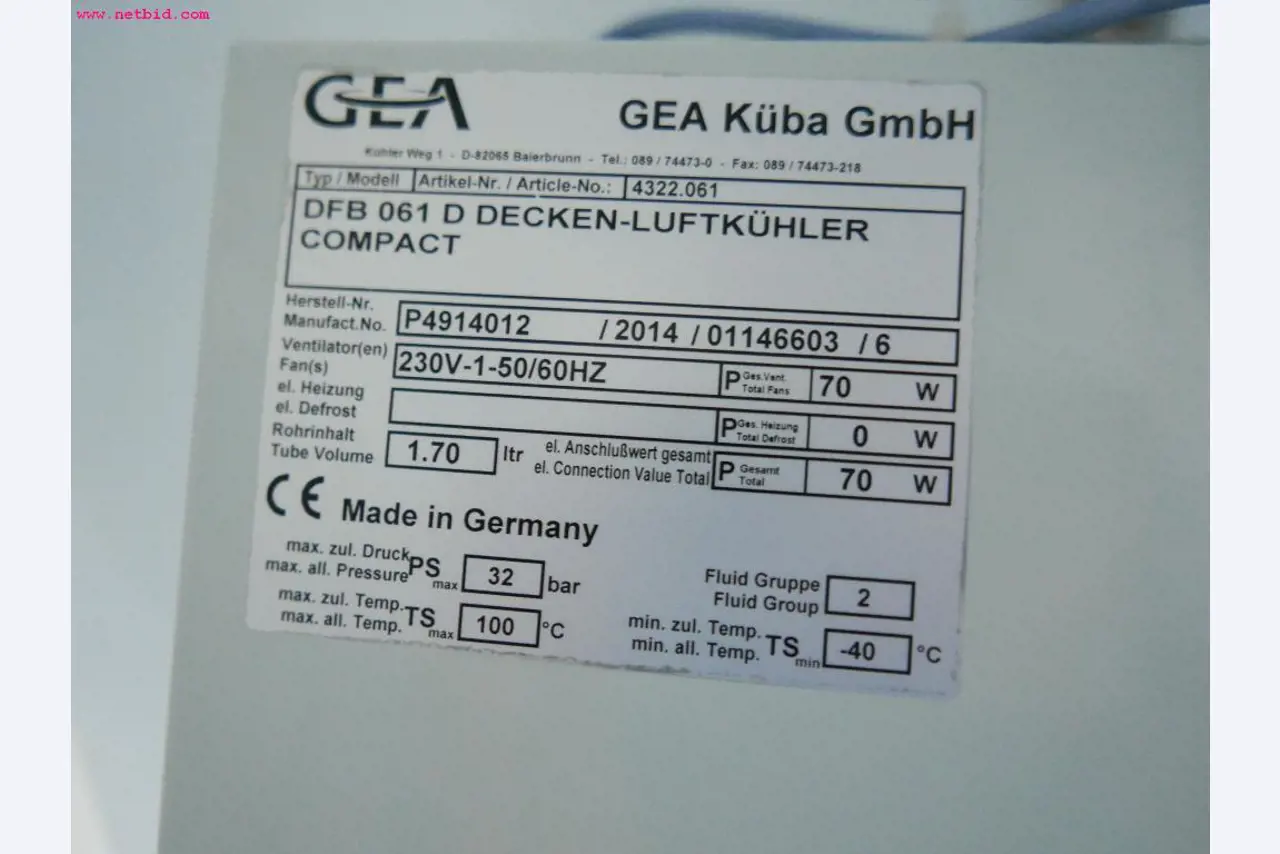 www.netbid.com
GEA GEA Küba GmbH
Kühler Weg 1 - D-82065 Baierbrunn - Tel.: 089 / 74473-0 - Fax: 089 / 74473-218
Typ / Modell Artikel-Nr. / Article-No.: 4322.061
DFB 061 D DECKEN-LUFTKÜHLER
COMPACT
Herstell-Nr.
Manufact.No. P4914012 / 2014 / 01146603 / 6
Ventilator(en)
Fan(s) 230V-1-50/60HZ P Ges.Vent. Total Fans 70 W
el. Heizung
el. Defrost P Ges. Heizung Total Defrost 0 W
Rohrinhalt
Tube Volume 1.70 ltr
el. Anschlußwert gesamt
el. Connection Value Total P Gesamt Total 70 W
CE Made in Germany
max. zul. Druck
max. all. Pressure PS max 32 bar
Fluid Gruppe
Fluid Group 2
max. zul. Temp.
max. all. Temp. TS max 100 °C
min. zul. Temp.
min. all. Temp. TS min -40 °C